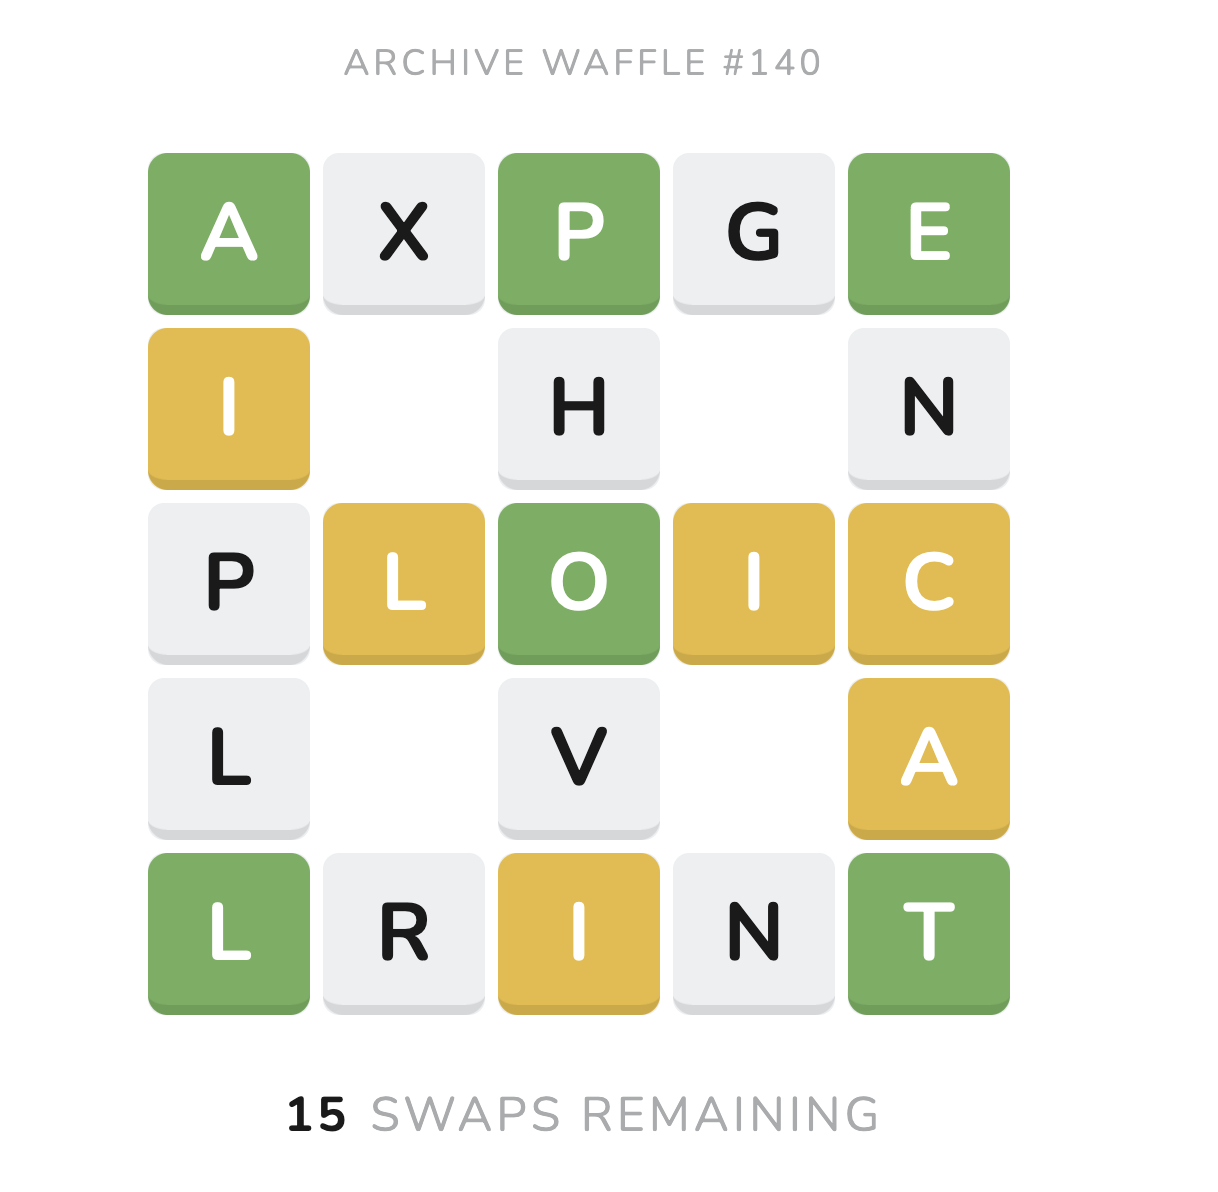 ARCHIVE WAFFLE #140
A X P G E
I H N
P L O I C
L V A
L R I N T
15 SWAPS REMAINING